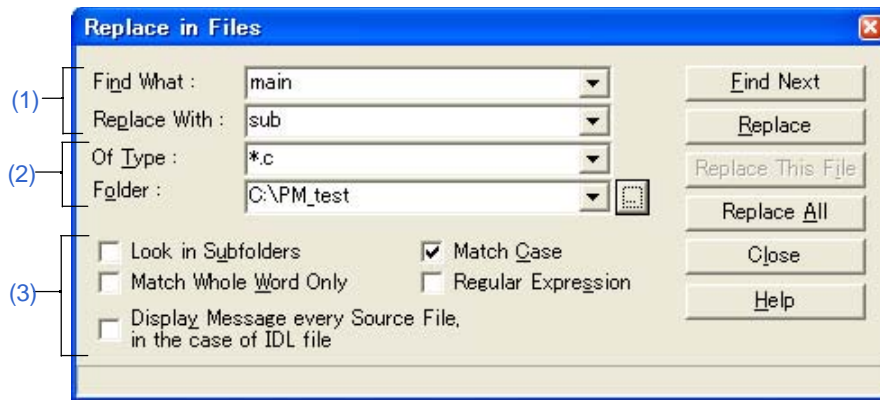 Replace in Files
(1)
Find What : main Find Next
Replace With : sub Replace
(2)
Of Type : *.c Replace This File
Folder : C:\PM_test ... Replace All
(3)
Look in Subfolders Match Case Close
Match Whole Word Only Regular Expression
Help
Display Message every Source File,
in the case of IDL file